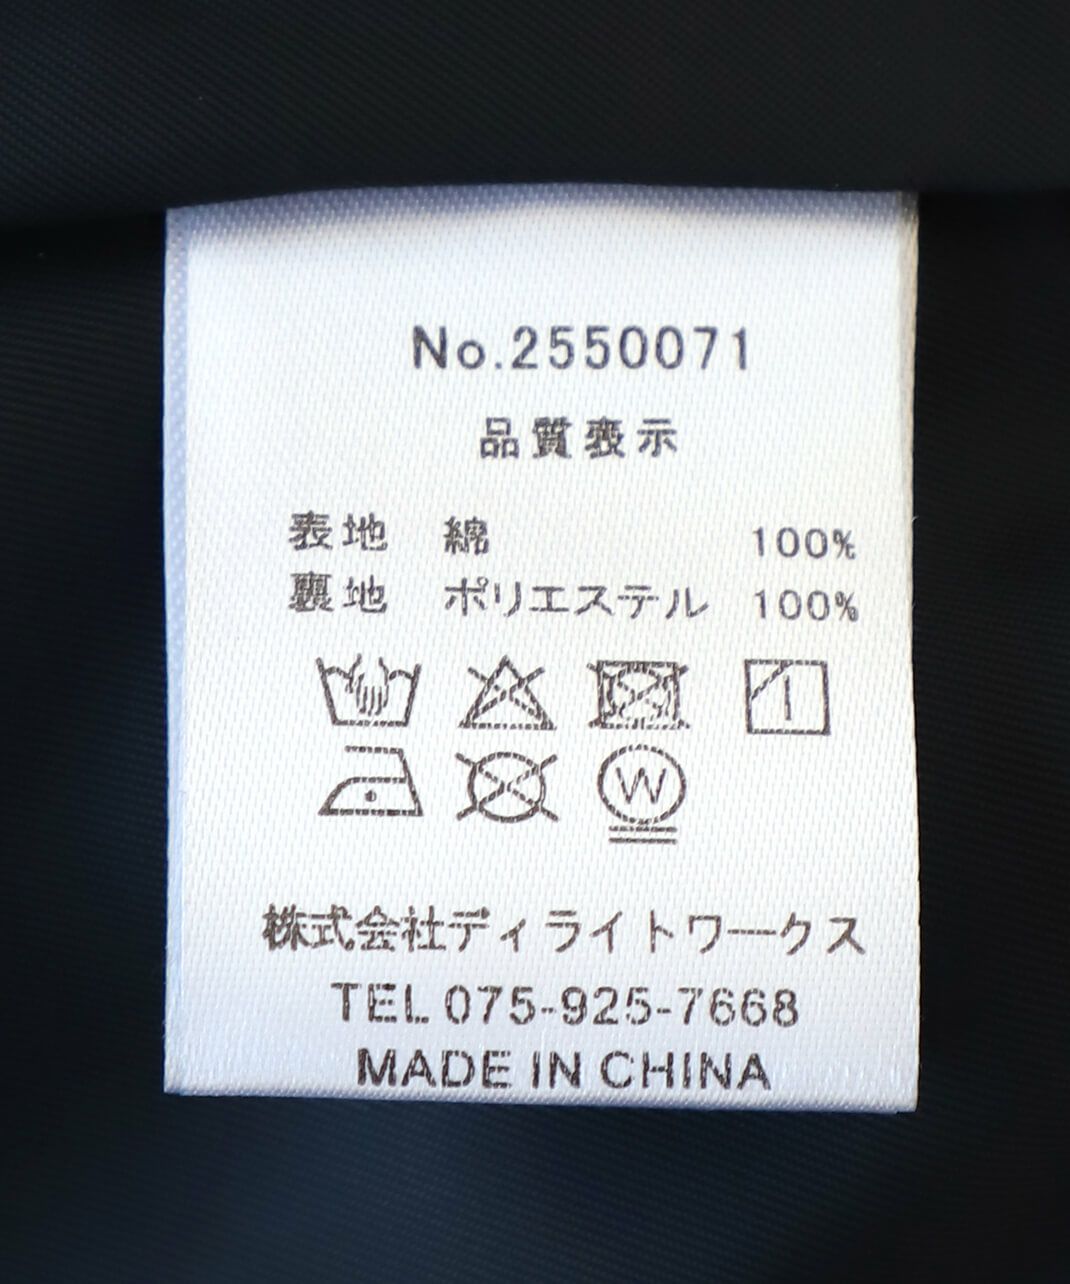 No.2550071
品質表示
表地 綿 100%
裏地 ポリエステル 100%
W
株式会社ディライトワークス
TEL 075-925-7668
MADE IN CHINA